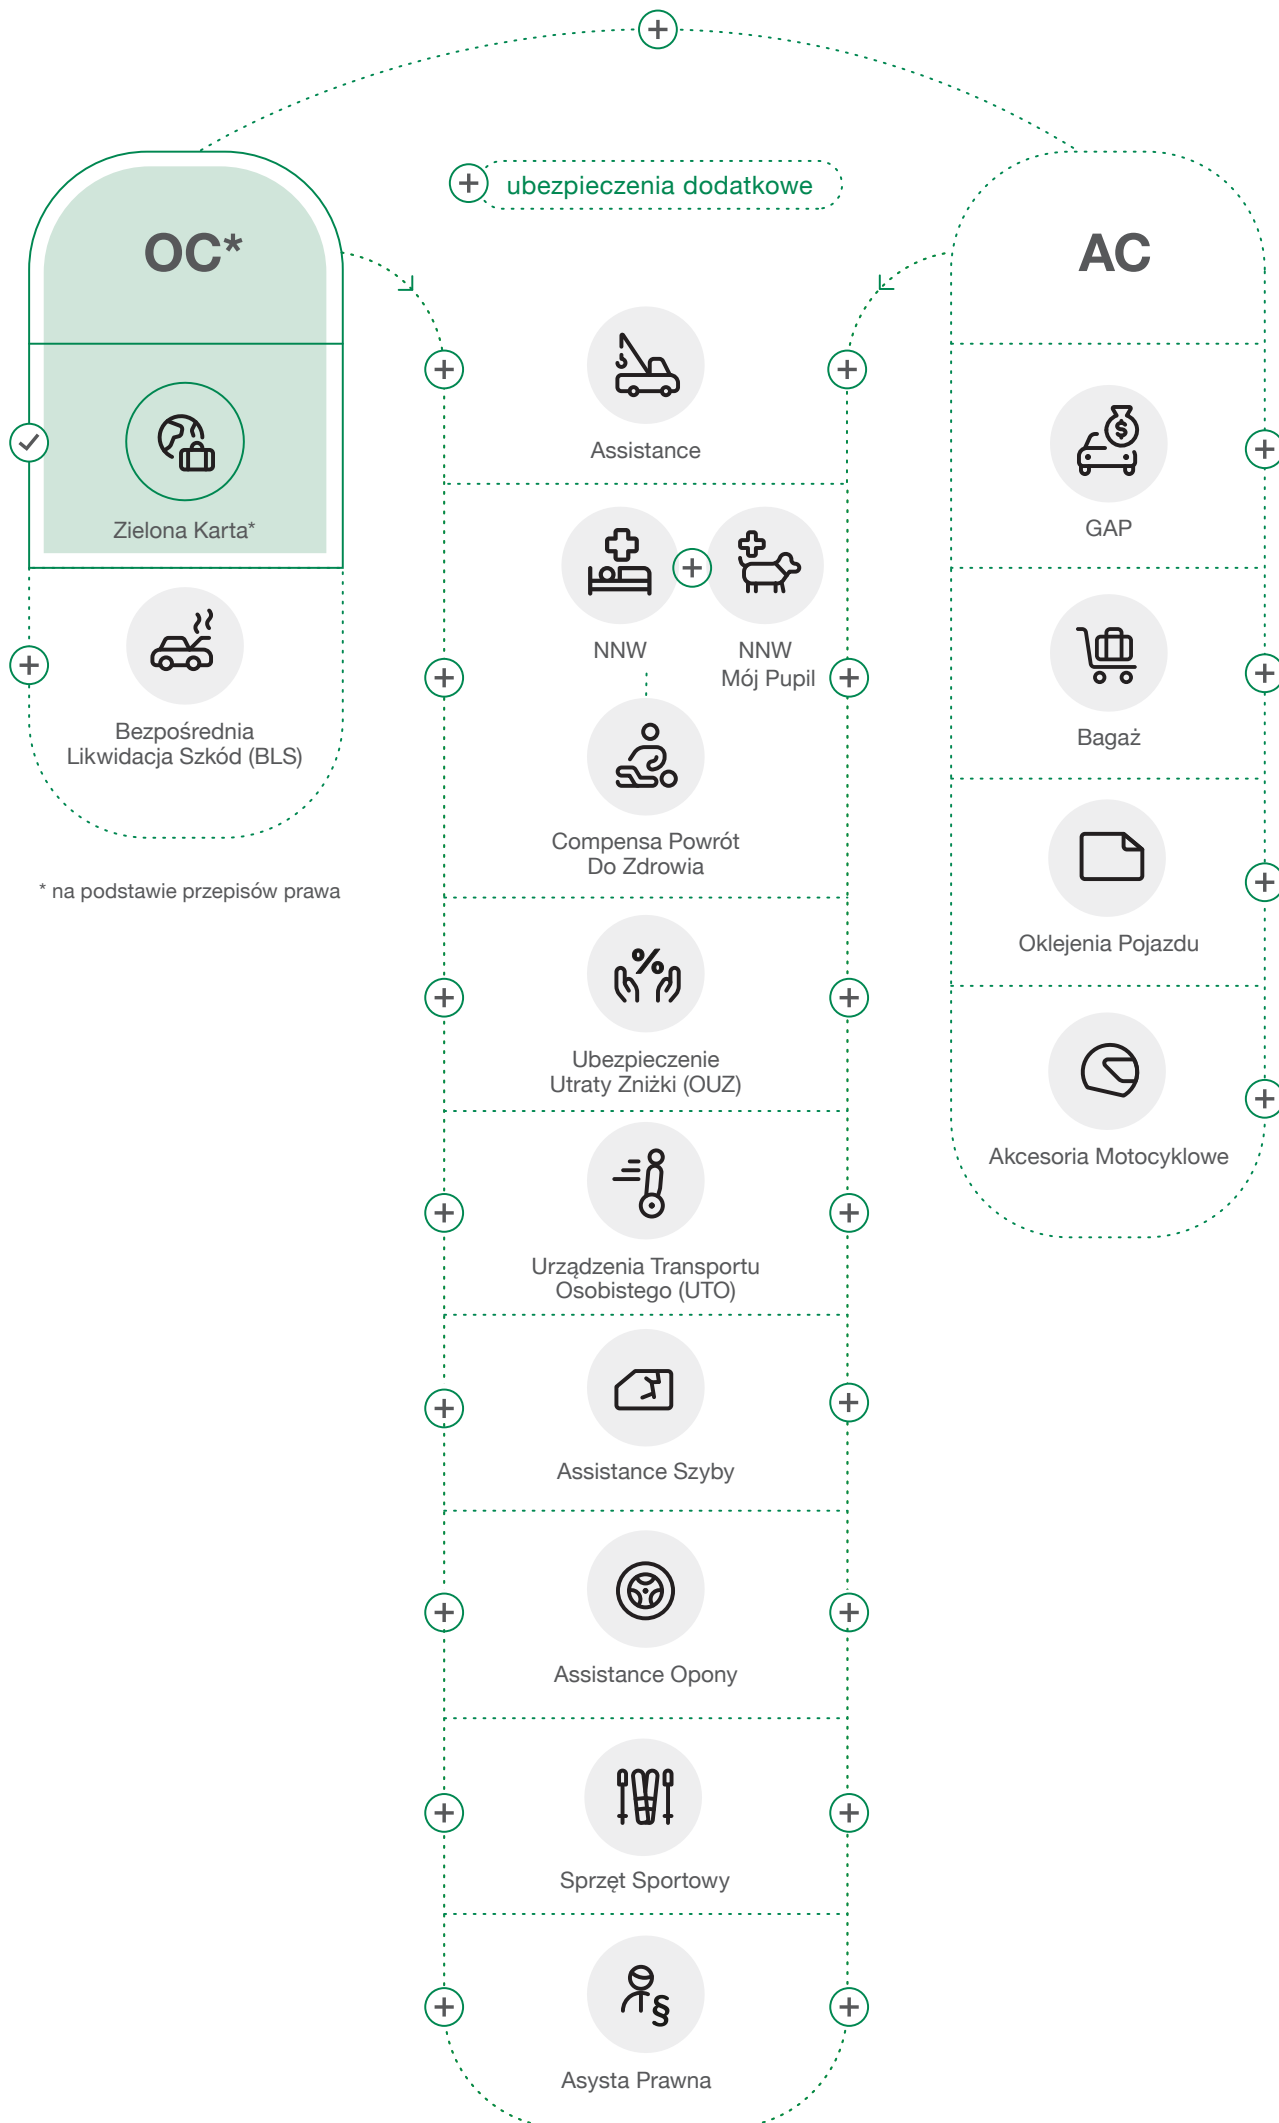 ubezpieczenia dodatkowe
OC*
Zielona Karta*
Bezpośrednia
Likwidacja Szkód (BLS)
* na podstawie przepisów prawa
Assistance
NNW
NNW
Mój Pupil
Compensa Powrót
Do Zdrowia
Ubezpieczenie
Utraty Zniżki (OUZ)
Urządzenia Transportu
Osobistego (UTO)
Assistance Szyby
Assistance Opony
Sprzęt Sportowy
Asysta Prawna
AC
GAP
Bagaż
Oklejenia Pojazdu
Akcesoria Motocyklowe